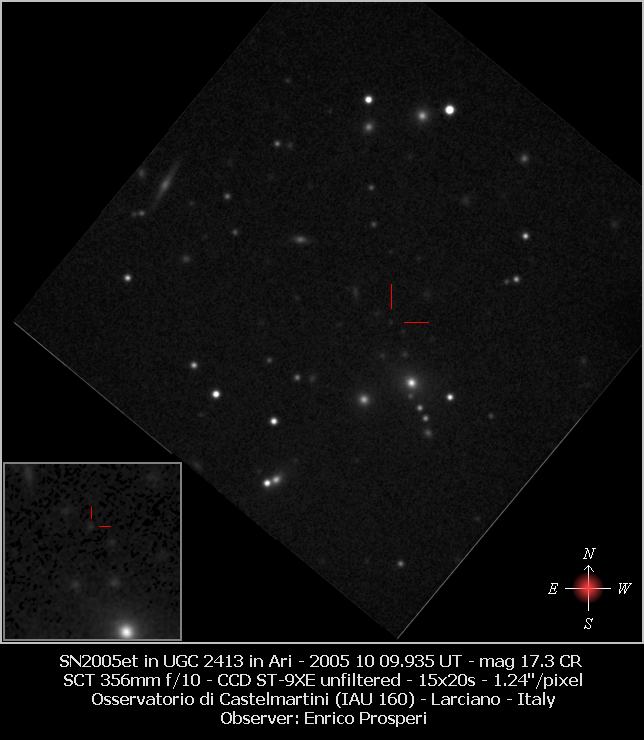 N
E W
S
SN2005et in UGC 2413 in Ari - 2005 10 09.935 UT - mag 17.3 CR
SCT 356mm f/10 - CCD ST-9XE unfiltered - 15x20s - 1.24"/pixel
Osservatorio di Castelmartini (IAU 160) - Larciano - Italy
Observer: Enrico Prosperi